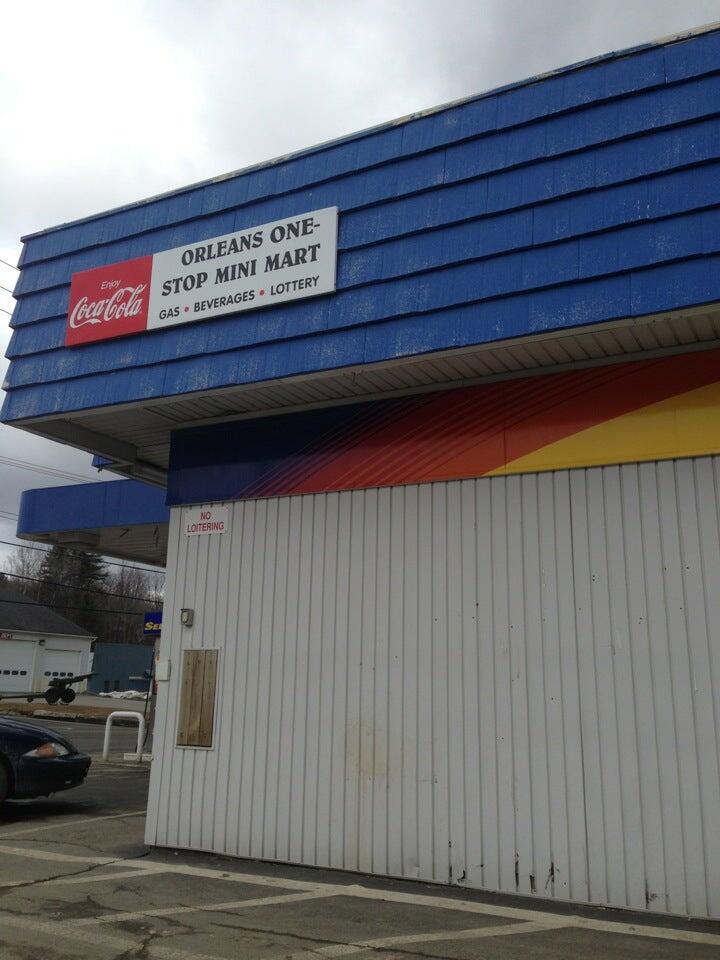 Enjoy
Coca-Cola
ORLEANS ONE-
STOP MINI MART
GAS • BEVERAGES • LOTTERY
NO
LOITERING